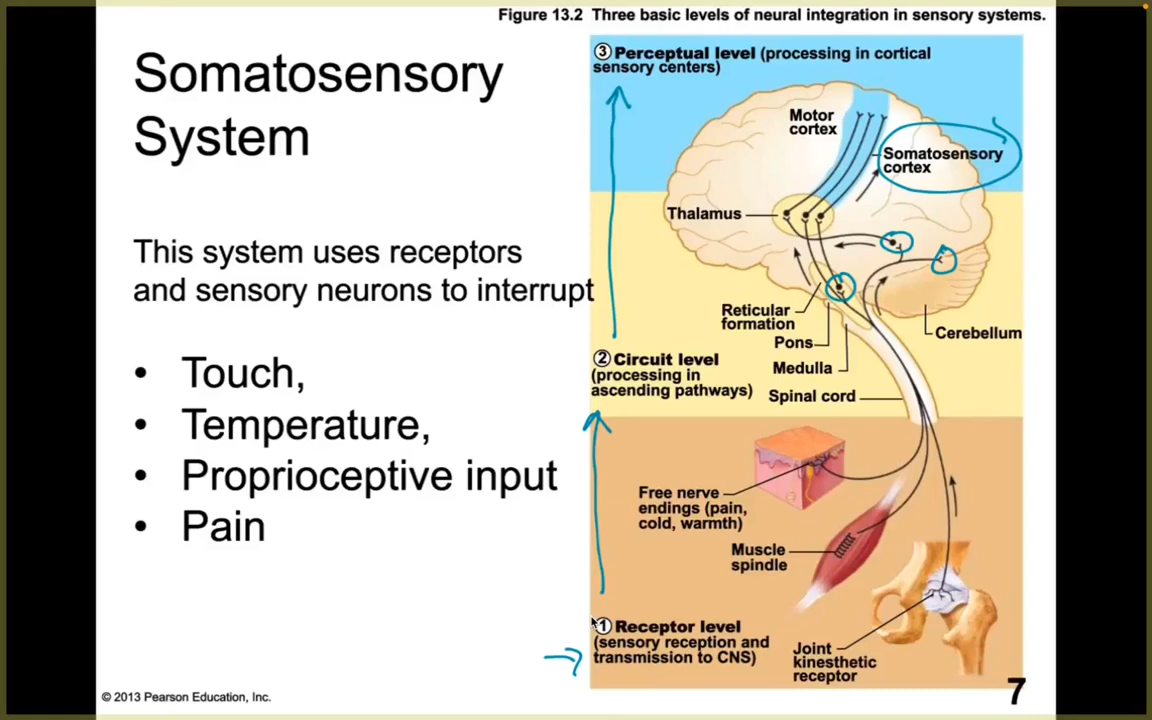 Figure 13.2 Three basic levels of neural integration in sensory systems.
Somatosensory
System
This system uses receptors
and sensory neurons to interrupt
• Touch,
• Temperature,
• Proprioceptive input
• Pain
③ Perceptual level (processing in cortical
sensory centers)
Motor
cortex
Somatosensory
cortex
Thalamus
Reticular
formation
Pons
Medulla
Spinal cord
Cerebellum
② Circuit level
(processing in
ascending pathways)
Free nerve
endings (pain,
cold, warmth)
Muscle
spindle
① Receptor level
(sensory reception and
transmission to CNS)
Joint
kinesthetic
receptor
© 2013 Pearson Education, Inc.
7